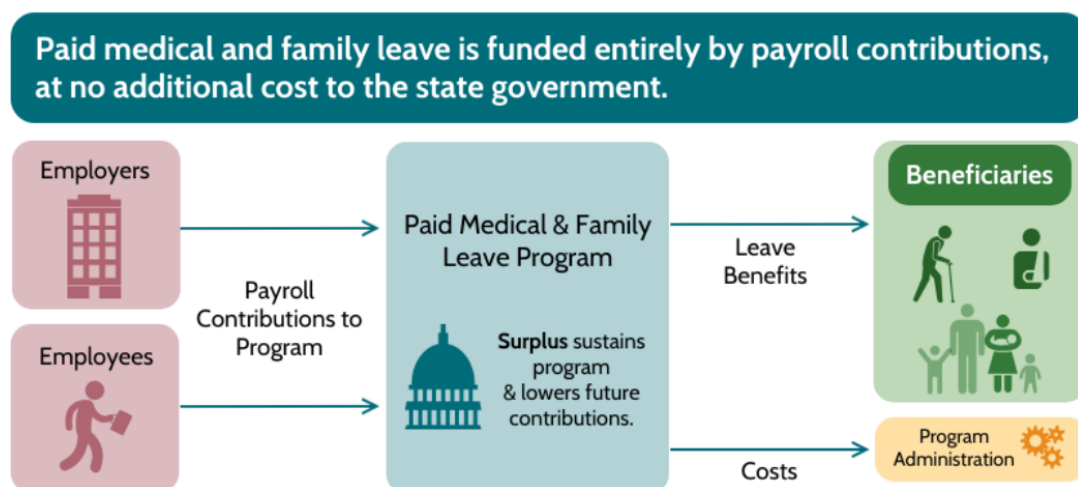 Paid medical and family leave is funded entirely by payroll contributions,
at no additional cost to the state government.
Employers
Employees
Payroll
Contributions to
Program
Paid Medical & Family
Leave Program
Surplus sustains
program
& lowers future
contributions.
Leave
Benefits
Costs
Beneficiaries
Program
Administration